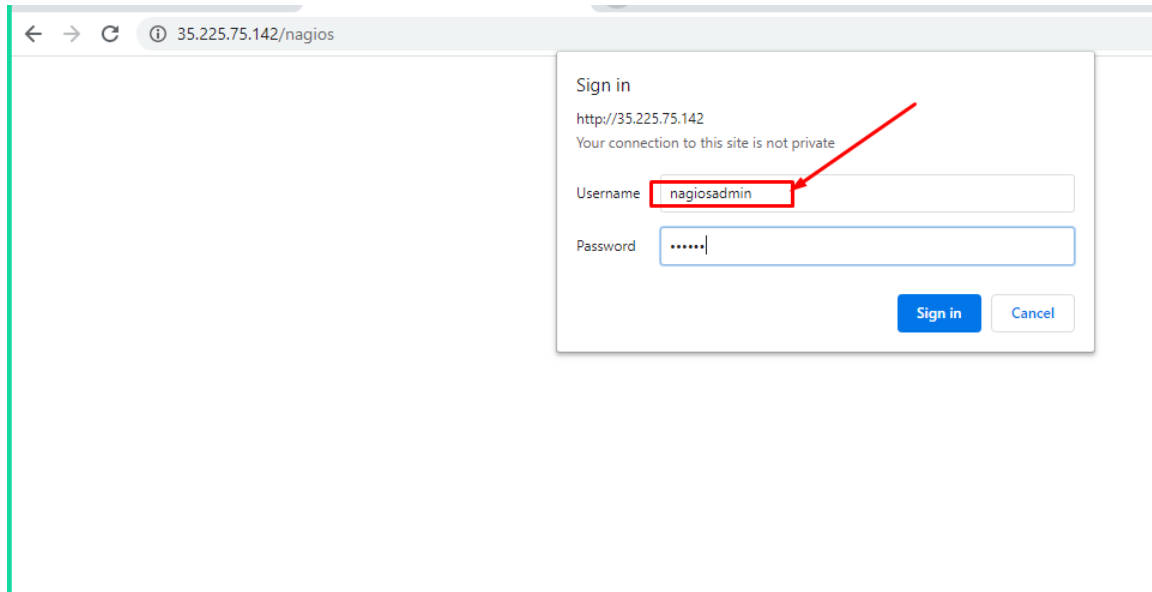 35.225.75.142/nagios
Sign in
http://35.225.75.142
Your connection to this site is not private
Username nagiosadmin
Password ••••••
Sign in Cancel